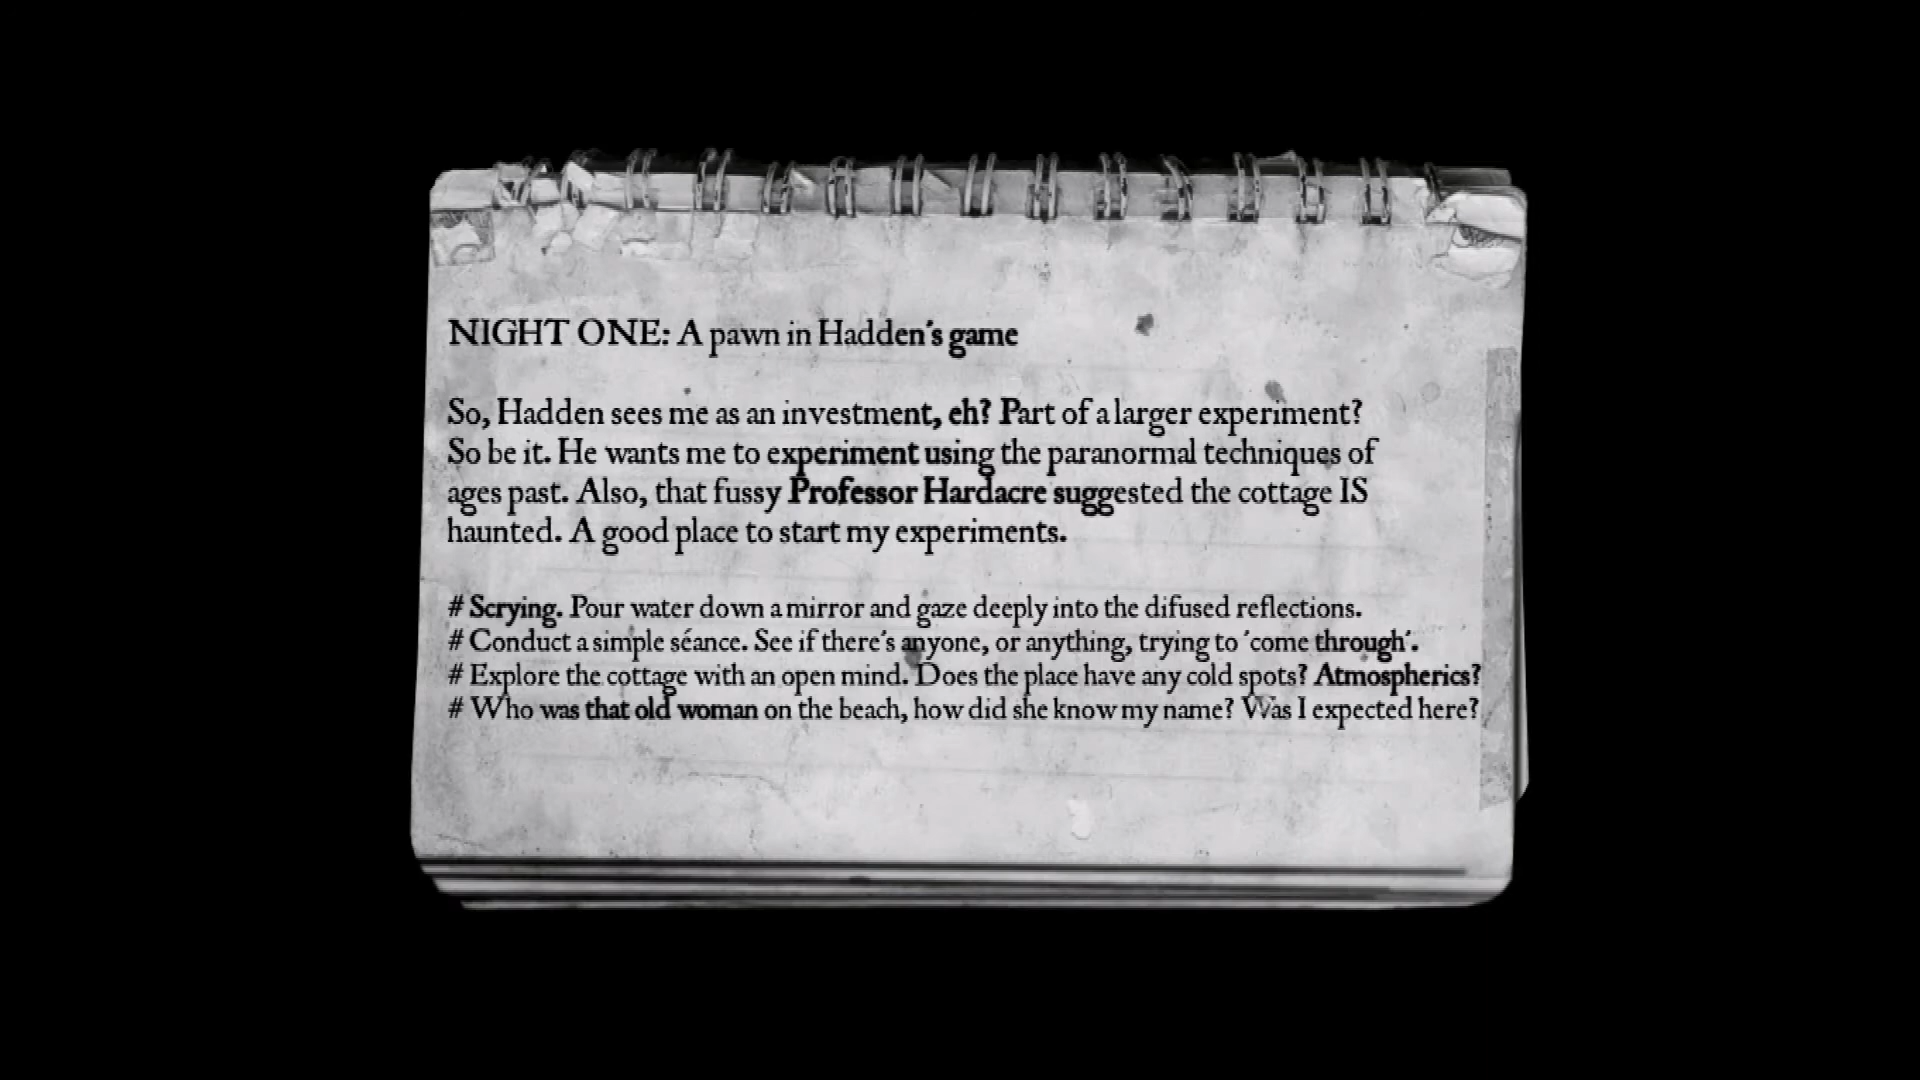 NIGHT ONE: A pawn in Hadden's game
So, Hadden sees me as an investment, eh? Part of a larger experiment?
So be it. He wants me to experiment using the paranormal techniques of
ages past. Also, that fussy Professor Hardacre suggested the cottage IS
haunted. A good place to start my experiments.
# Scrying. Pour water down a mirror and gaze deeply into the difused reflections.
# Conduct a simple séance. See if there's anyone, or anything, trying to 'come through'.
# Explore the cottage with an open mind. Does the place have any cold spots? Atmospherics?
# Who was that old woman on the beach, how did she know my name? Was I expected here?